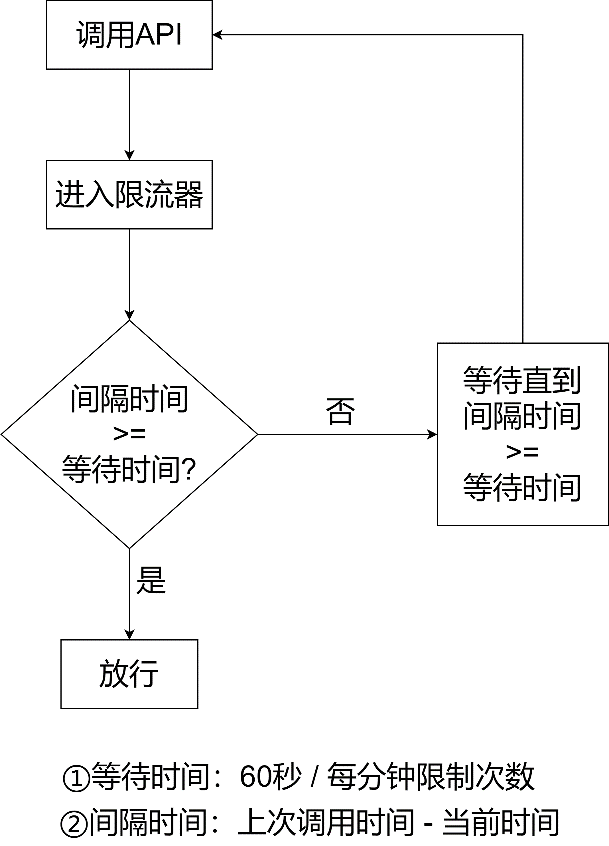 调用API
进入限流器
间隔时间
>=
等待时间?
否
等待直到
间隔时间
>=
等待时间
是
放行
①等待时间：60秒 / 每分钟限制次数
②间隔时间：上次调用时间 - 当前时间